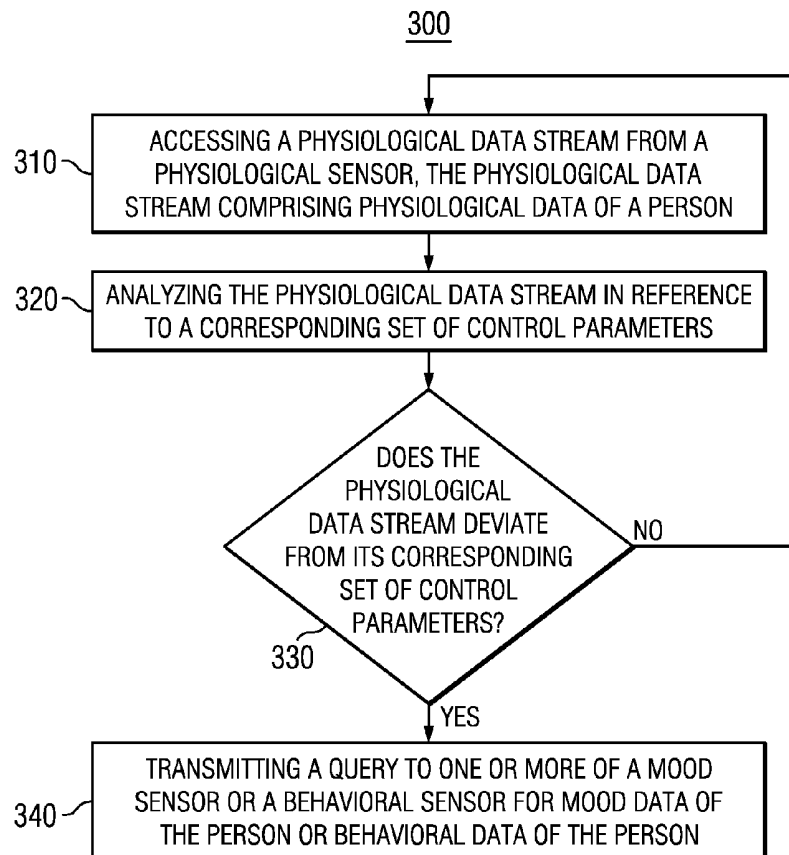 300
310
ACCESSING A PHYSIOLOGICAL DATA STREAM FROM A
PHYSIOLOGICAL SENSOR, THE PHYSIOLOGICAL DATA
STREAM COMPRISING PHYSIOLOGICAL DATA OF A PERSON
320
ANALYZING THE PHYSIOLOGICAL DATA STREAM IN REFERENCE
TO A CORRESPONDING SET OF CONTROL PARAMETERS
DOES THE
PHYSIOLOGICAL
DATA STREAM DEVIATE
FROM ITS CORRESPONDING
SET OF CONTROL
PARAMETERS?
NO
330
YES
340
TRANSMITTING A QUERY TO ONE OR MORE OF A MOOD
SENSOR OR A BEHAVIORAL SENSOR FOR MOOD DATA OF
THE PERSON OR BEHAVIORAL DATA OF THE PERSON